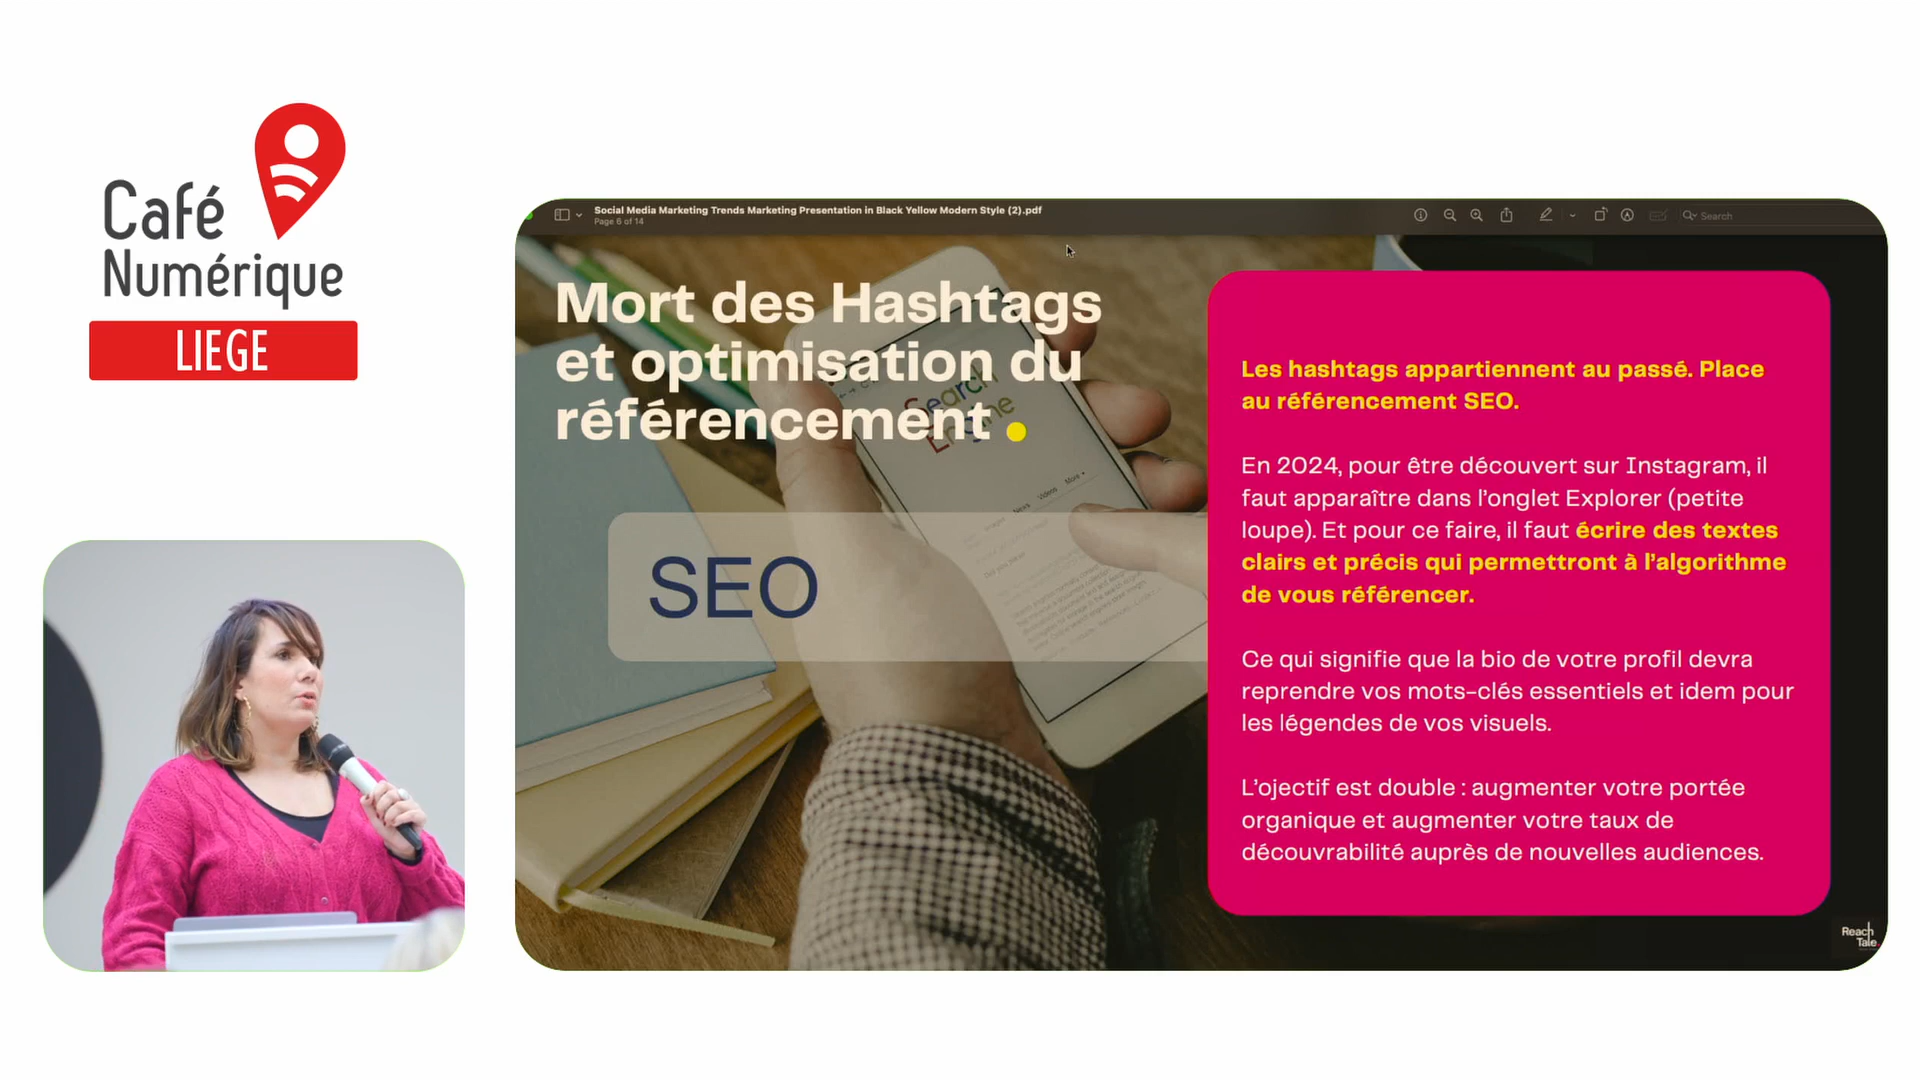 Café
Numérique
LIEGE
Social Media Marketing Trends Marketing Presentation in Black Yellow Modern Style (2).pdf
Page 6 of 14
Search
Mort des Hashtags
et optimisation du
référencement
Search
Engine
News Videos More
SEO
Les hashtags appartiennent au passé. Place
au référencement SEO.
En 2024, pour être découvert sur Instagram, il
faut apparaître dans l'onglet Explorer (petite
loupe). Et pour ce faire, il faut écrire des textes
clairs et précis qui permettront à l'algorithme
de vous référencer.
Ce qui signifie que la bio de votre profil devra
reprendre vos mots-clés essentiels et idem pour
les légendes de vos visuels.
L'ojectif est double : augmenter votre portée
organique et augmenter votre taux de
découvrabilité auprès de nouvelles audiences.
Reach
Tale.